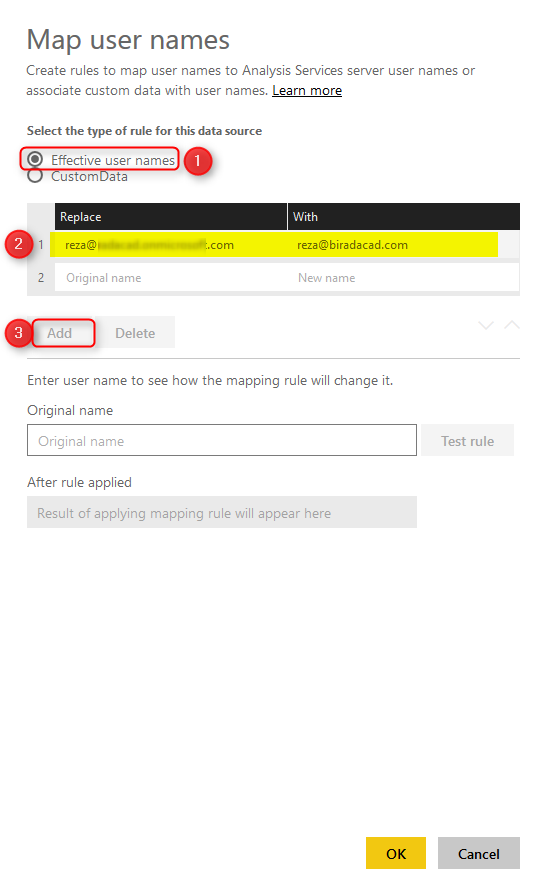 Map user names
Create rules to map user names to Analysis Services server user names or
associate custom data with user names. Learn more
Select the type of rule for this data source
Effective user names 1
CustomData
Replace With
2 1 reza@ .com reza@biradacad.com
2 Original name New name
3 Add Delete
Enter user name to see how the mapping rule will change it.
Original name
Original name Test rule
After rule applied
Result of applying mapping rule will appear here
OK Cancel